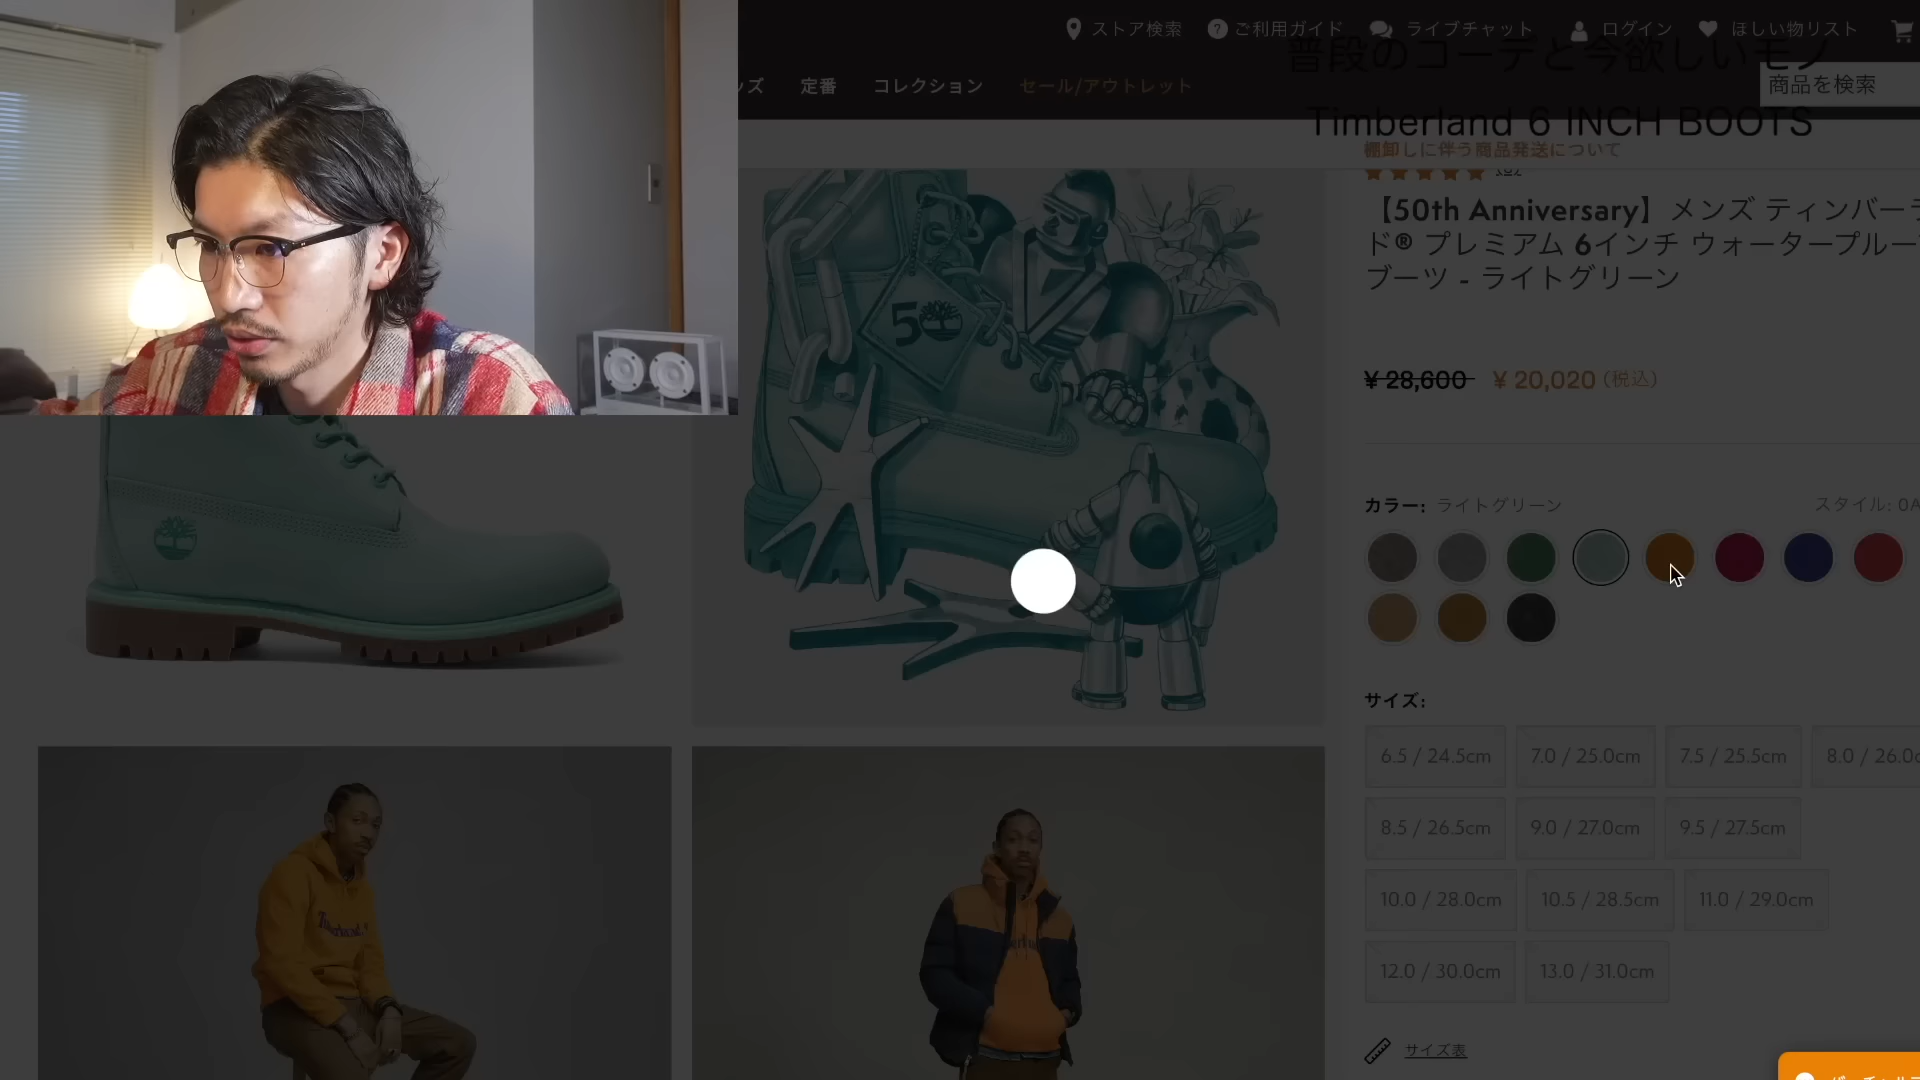 ストア検索
ご利用ガイド
ライブチャット
ログイン
ほしい物リスト
普段のコーデと今欲しいモノ
ッズ
定番
コレクション
セール/アウトレット
商品を検索
Timberland 6 INCH BOOTS
棚卸しに伴う商品発送について
【50th Anniversary】メンズ ティンバーラ
ド® プレミアム 6インチ ウォータープルー
ブーツ - ライトグリーン
50
¥ 28,600 ¥ 20,020 (税込)
カラー: ライトグリーン
スタイル: 0A
サイズ:
6.5 / 24.5cm
7.0 / 25.0cm
7.5 / 25.5cm
8.0 / 26.0c
8.5 / 26.5cm
9.0 / 27.0cm
9.5 / 27.5cm
10.0 / 28.0cm
10.5 / 28.5cm
11.0 / 29.0cm
12.0 / 30.0cm
13.0 / 31.0cm
サイズ表